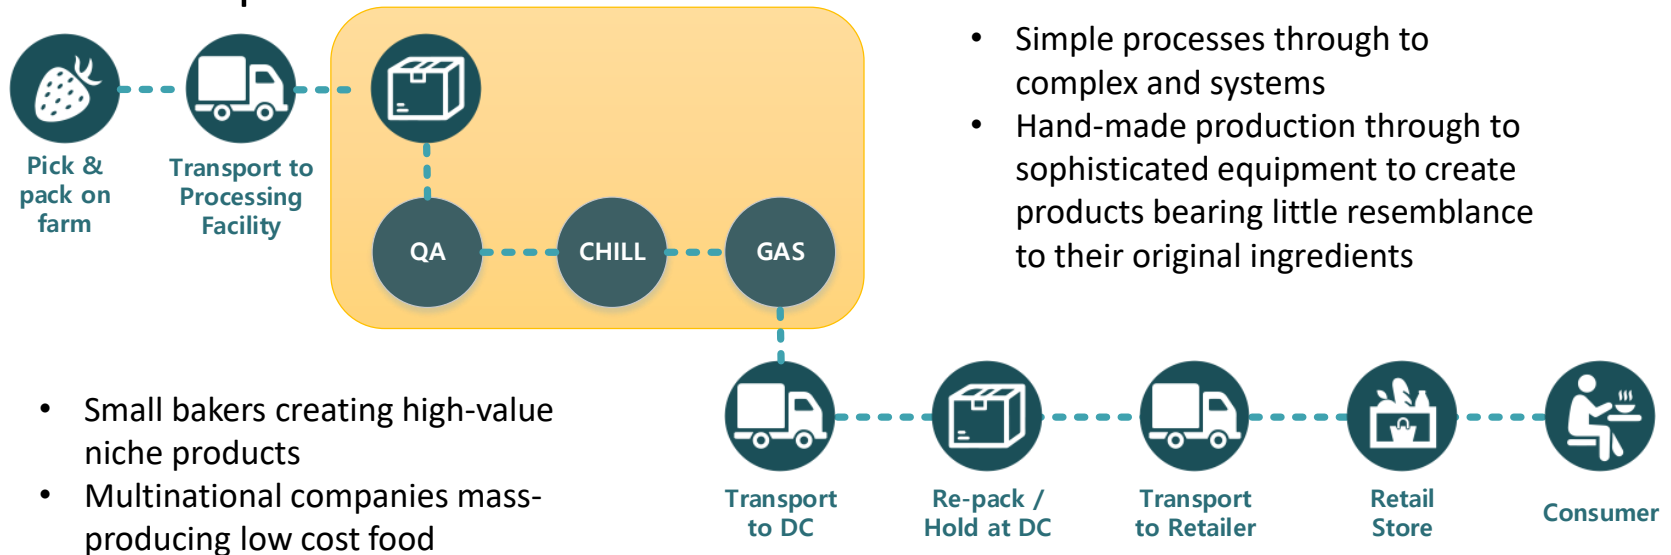 Pick &
pack on
farm
Transport to
Processing
Facility
QA
CHILL
GAS
• Simple processes through to
complex and systems
• Hand-made production through to
sophisticated equipment to create
products bearing little resemblance
to their original ingredients
• Small bakers creating high-value
niche products
• Multinational companies mass-
producing low cost food
Transport
to DC
Re-pack /
Hold at DC
Transport
to Retailer
Retail
Store
Consumer